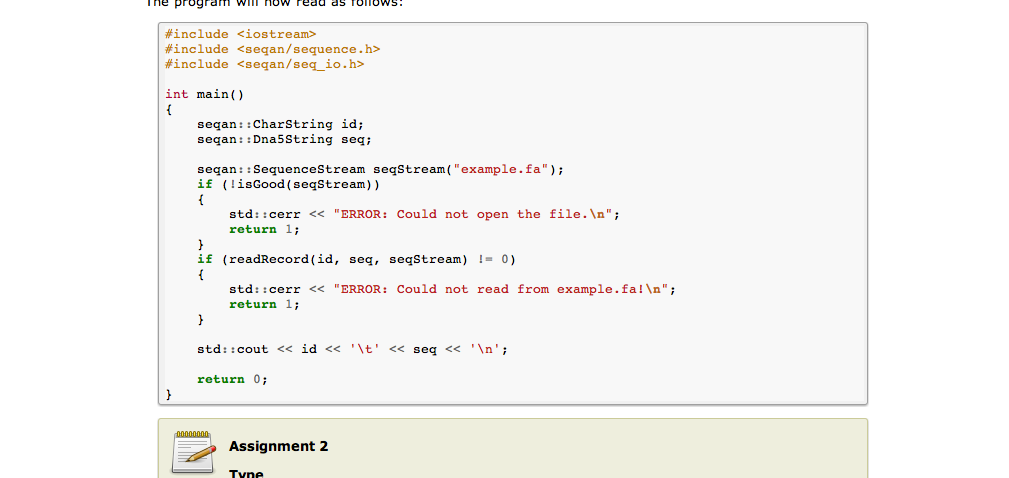 The program will now read as follows:
#include <iostream>
#include <seqan/sequence.h>
#include <seqan/seq_io.h>
int main()
{
    seqan::CharString id;
    seqan::Dna5String seq;
    seqan::SequenceStream seqStream("example.fa");
    if (!isGood(seqStream))
    {
        std::cerr << "ERROR: Could not open the file.\n";
        return 1;
    }
    if (readRecord(id, seq, seqStream) != 0)
    {
        std::cerr << "ERROR: Could not read from example.fa!\n";
        return 1;
    }
    std::cout << id << '\t' << seq << '\n';
    return 0;
}
Assignment 2
Type